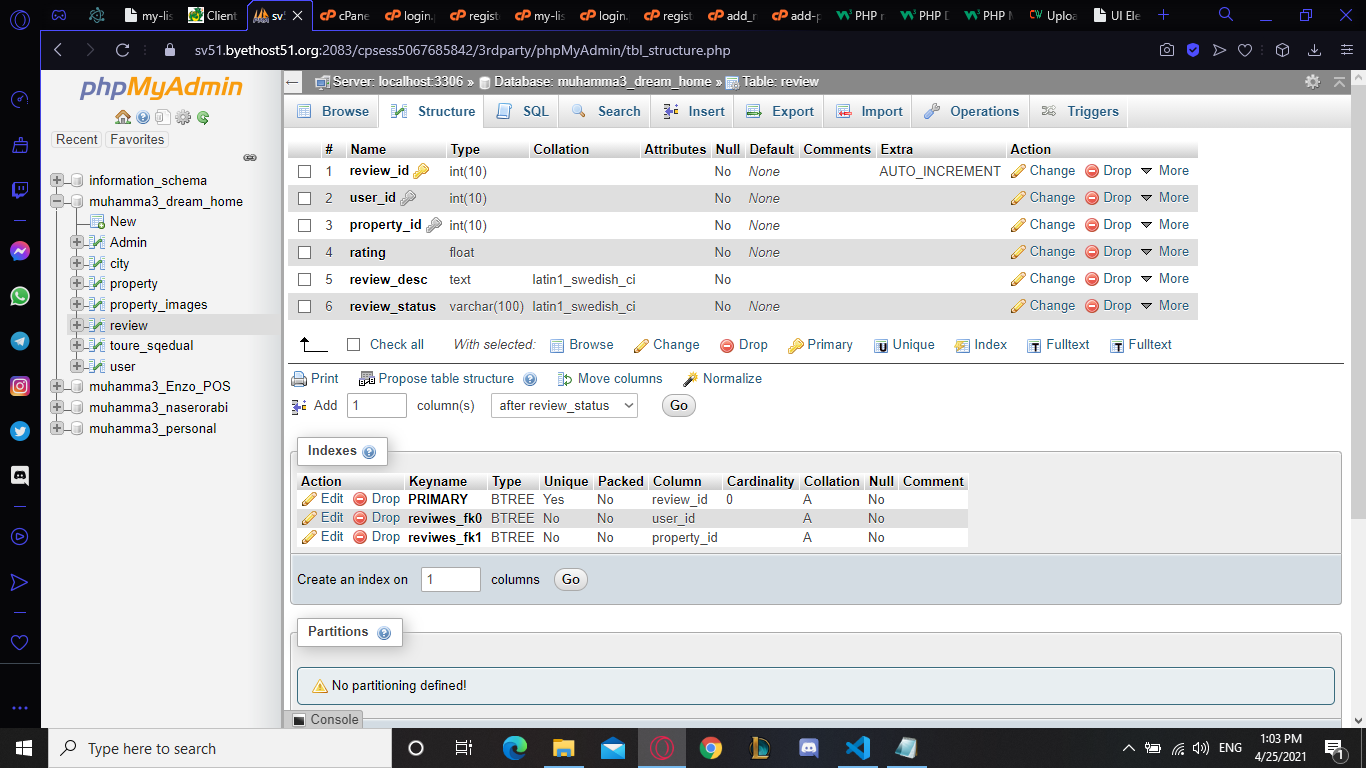 my-lis
Client
sv5
cPane
login.p
registe
my-lis
login.
regist
add_n
add-p
PHP n
PHP D
PHP M
Uploa
UI Ele
sv51.byethost51.org:2083/cpsess5067685842/3rdparty/phpMyAdmin/tbl_structure.php
phpMyAdmin
Recent Favorites
information_schema
muhamma3_dream_home
New
Admin
city
property
property_images
review
toure_sqedual
user
muhamma3_Enzo_POS
muhamma3_naserorabi
muhamma3_personal
Server: localhost:3306 » Database: muhamma3_dream_home » Table: review
Browse Structure SQL Search Insert Export Import Operations Triggers
# Name Type Collation Attributes Null Default Comments Extra Action
1 review_id int(10) No None AUTO_INCREMENT Change Drop More
2 user_id int(10) No None Change Drop More
3 property_id int(10) No None Change Drop More
4 rating float No None Change Drop More
5 review_desc text latin1_swedish_ci No Change Drop More
6 review_status varchar(100) latin1_swedish_ci No None Change Drop More
Check all With selected: Browse Change Drop Primary Unique Index Fulltext Fulltext
Print Propose table structure Move columns Normalize
Add 1 column(s) after review_status Go
Indexes
Action Keyname Type Unique Packed Column Cardinality Collation Null Comment
Edit Drop PRIMARY BTREE Yes No review_id 0 A No
Edit Drop reviwes_fk0 BTREE No No user_id A No
Edit Drop reviwes_fk1 BTREE No No property_id A No
Create an index on 1 columns Go
Partitions
No partitioning defined!
Console
Type here to search
ENG
1:03 PM
4/25/2021
1